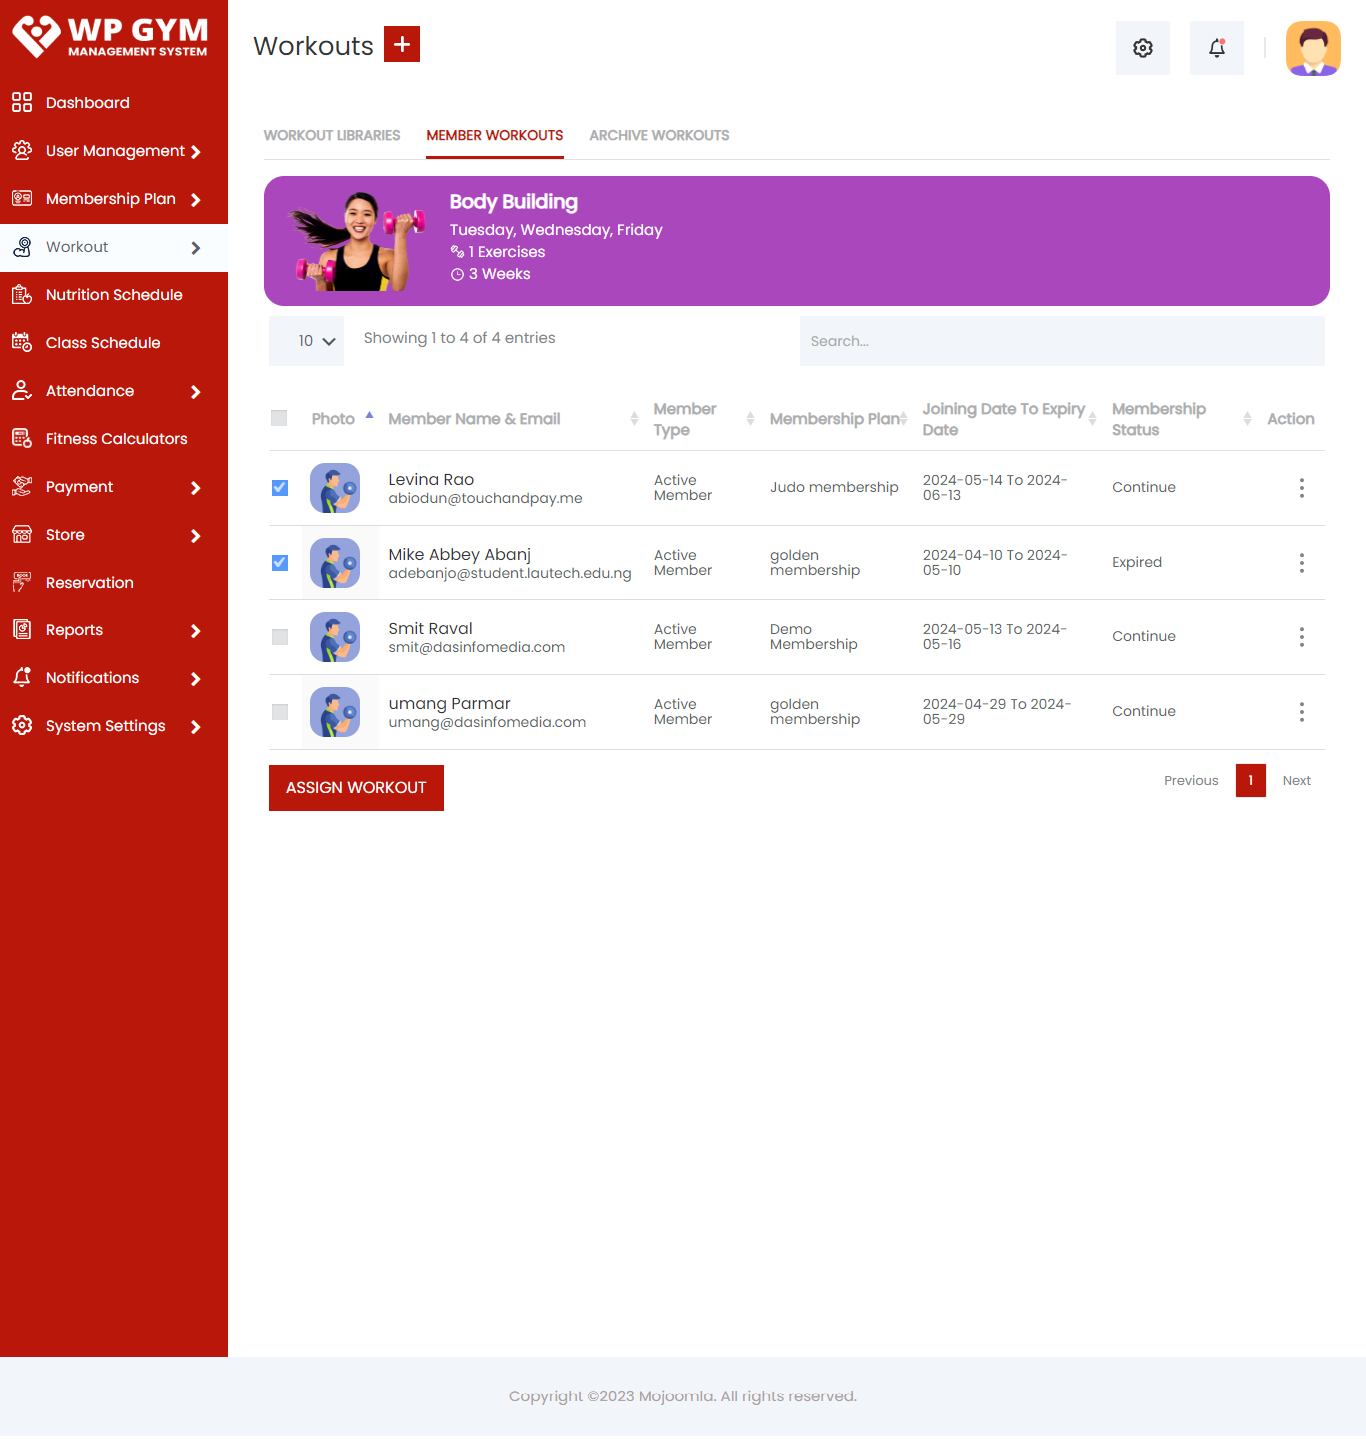 WP GYM
MANAGEMENT SYSTEM
Dashboard
User Management
Membership Plan
Workout
Nutrition Schedule
Class Schedule
Attendance
Fitness Calculators
Payment
Store
Reservation
Reports
Notifications
System Settings
Workouts
WORKOUT LIBRARIES MEMBER WORKOUTS ARCHIVE WORKOUTS
Body Building
Tuesday, Wednesday, Friday
1 Exercises
3 Weeks
10 Showing 1 to 4 of 4 entries Search...
Photo Member Name & Email Member Type Membership Plan Joining Date To Expiry Date Membership Status Action
Levina Rao
abiodun@touchandpay.me
Active
Member
Judo membership
2024-05-14 To 2024-
06-13
Continue
Mike Abbey Abanj
adebanjo@student.lautech.edu.ng
Active
Member
golden
membership
2024-04-10 To 2024-
05-10
Expired
Smit Raval
smit@dasinfomedia.com
Active
Member
Demo
Membership
2024-05-13 To 2024-
05-16
Continue
umang Parmar
umang@dasinfomedia.com
Active
Member
golden
membership
2024-04-29 To 2024-
05-29
Continue
ASSIGN WORKOUT
Previous 1 Next
Copyright ©2023 Mojoomla. All rights reserved.